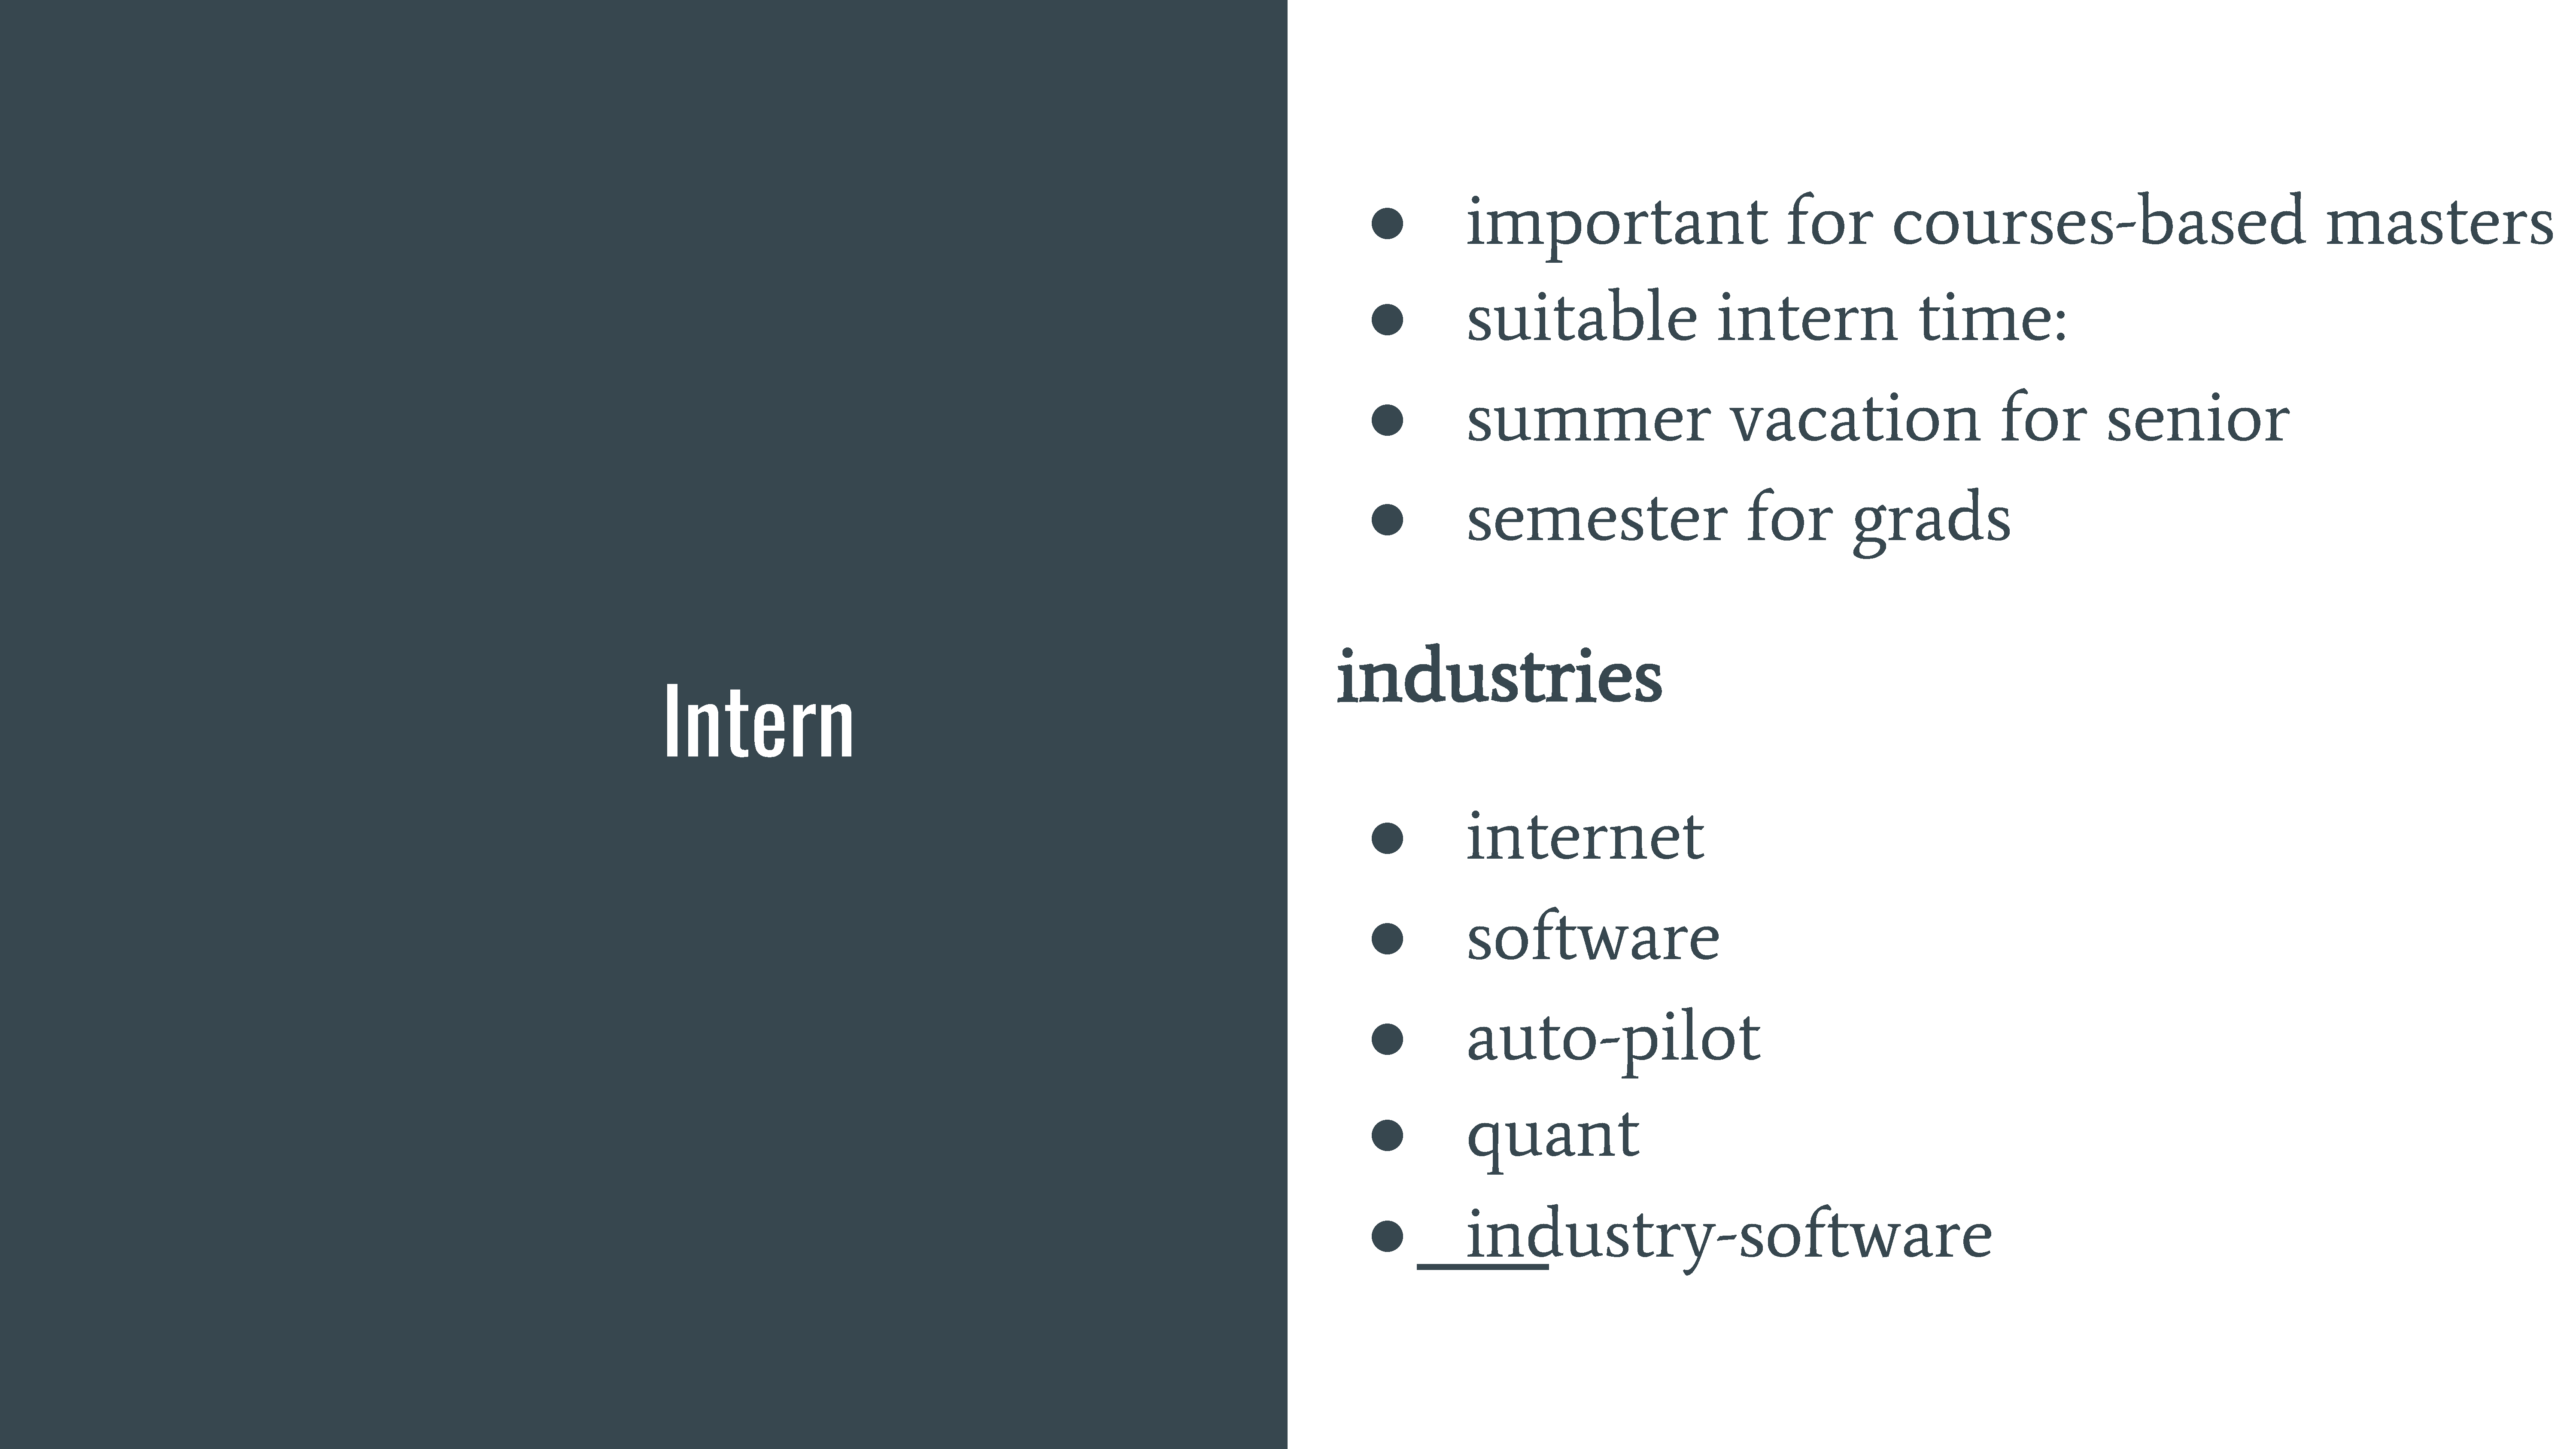 Intern
● important for courses-based masters
● suitable intern time:
● summer vacation for senior
● semester for grads
industries
● internet
● software
● auto-pilot
● quant
● industry-software